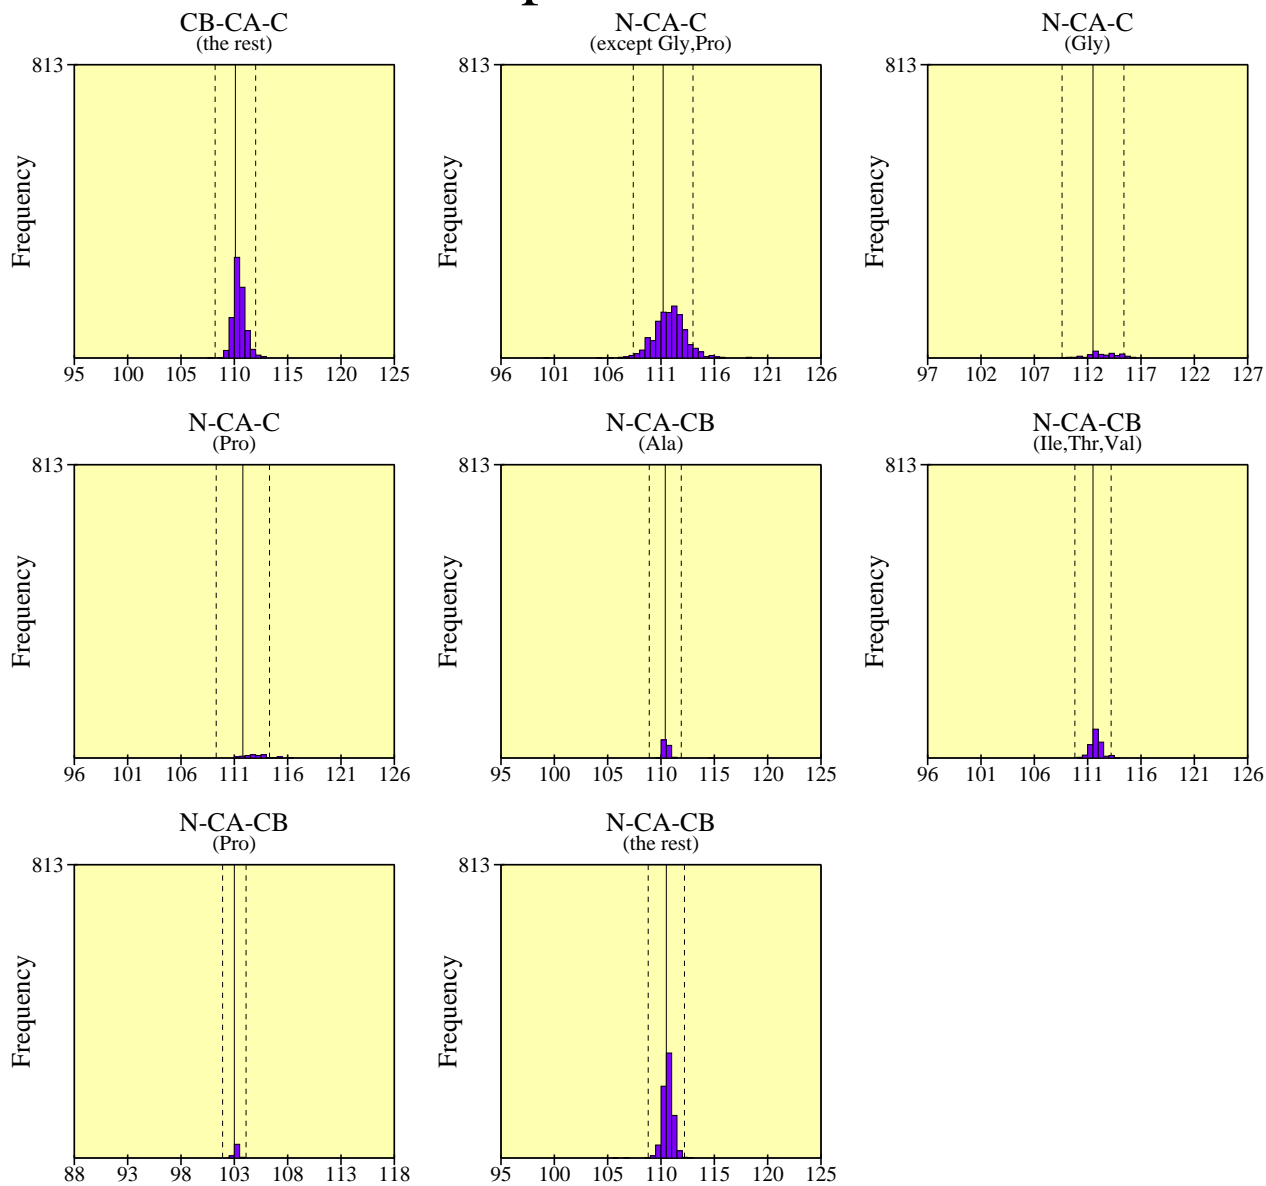 CB-CA-C
(the rest)
813
Frequency
95 100 105 110 115 120 125
N-CA-C
(except Gly,Pro)
813
Frequency
96 101 106 111 116 121 126
N-CA-C
(Gly)
813
Frequency
97 102 107 112 117 122 127
N-CA-C
(Pro)
813
Frequency
96 101 106 111 116 121 126
N-CA-CB
(Ala)
813
Frequency
95 100 105 110 115 120 125
N-CA-CB
(Ile,Thr,Val)
813
Frequency
96 101 106 111 116 121 126
N-CA-CB
(Pro)
813
Frequency
88 93 98 103 108 113 118
N-CA-CB
(the rest)
813
Frequency
95 100 105 110 115 120 125